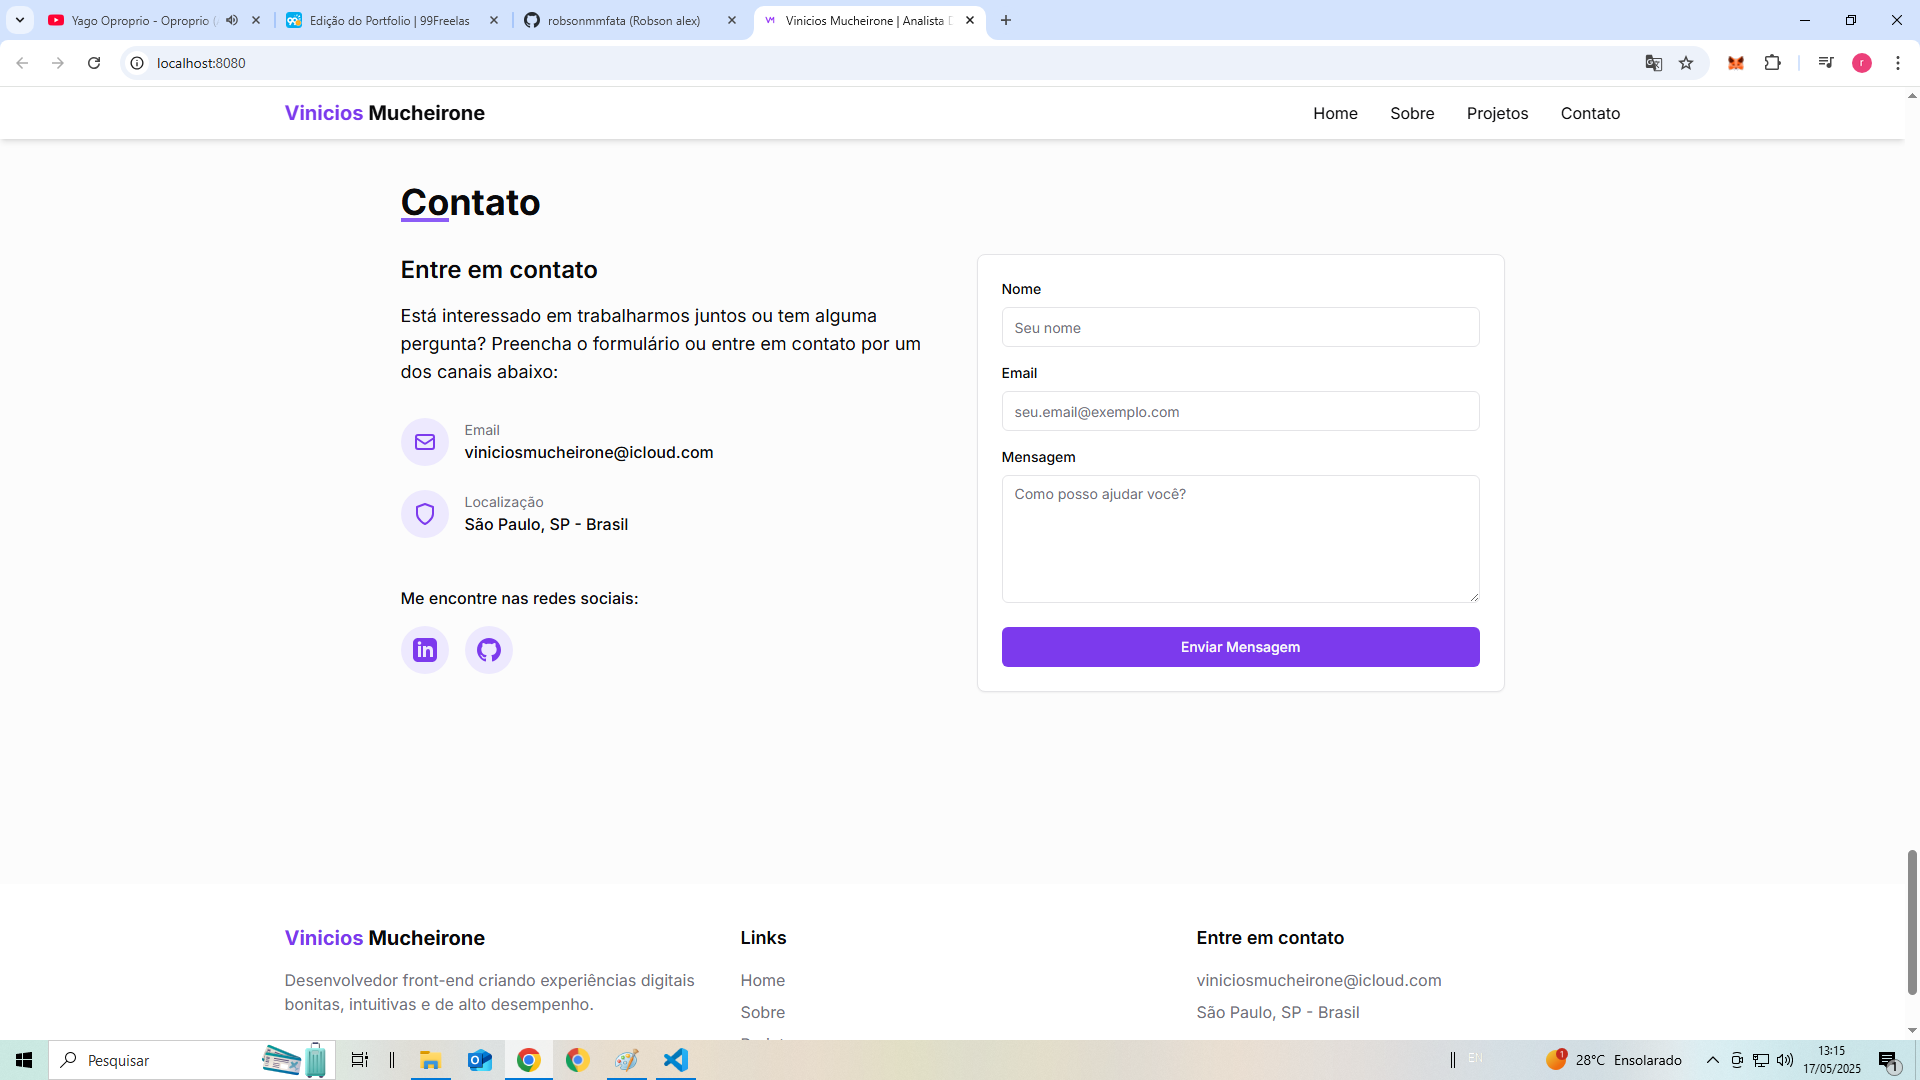 Yago Oproprio - Oproprio
Edição do Portfolio | 99Freelas
robsonmmfata (Robson alex)
Vinicios Mucheirone | Analista
localhost:8080
r
Vinicios Mucheirone
Home
Sobre
Projetos
Contato
Contato
Entre em contato
Está interessado em trabalharmos juntos ou tem alguma
pergunta? Preencha o formulário ou entre em contato por um
dos canais abaixo:
Email
viniciosmucheirone@icloud.com
Localização
São Paulo, SP - Brasil
Me encontre nas redes sociais:
in
Nome
Seu nome
Email
seu.email@exemplo.com
Mensagem
Como posso ajudar você?
Enviar Mensagem
Vinicios Mucheirone
Desenvolvedor front-end criando experiências digitais
bonitas, intuitivas e de alto desempenho.
Links
Home
Sobre
Entre em contato
viniciosmucheirone@icloud.com
São Paulo, SP - Brasil
Pesquisar
EN
1
28°C Ensolarado
13:15
17/05/2025
1